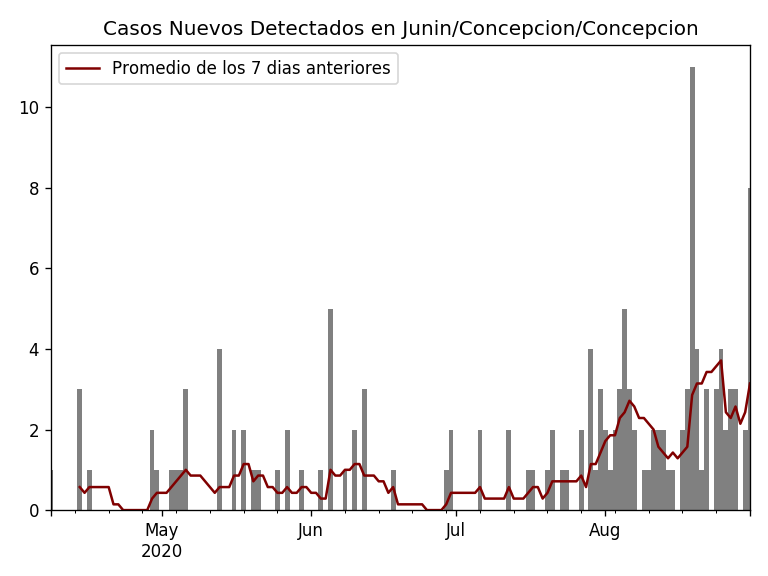 Casos Nuevos Detectados en Junin/Concepcion/Concepcion
Promedio de los 7 dias anteriores
10
8
6
4
2
0
May Jun Jul Aug
2020